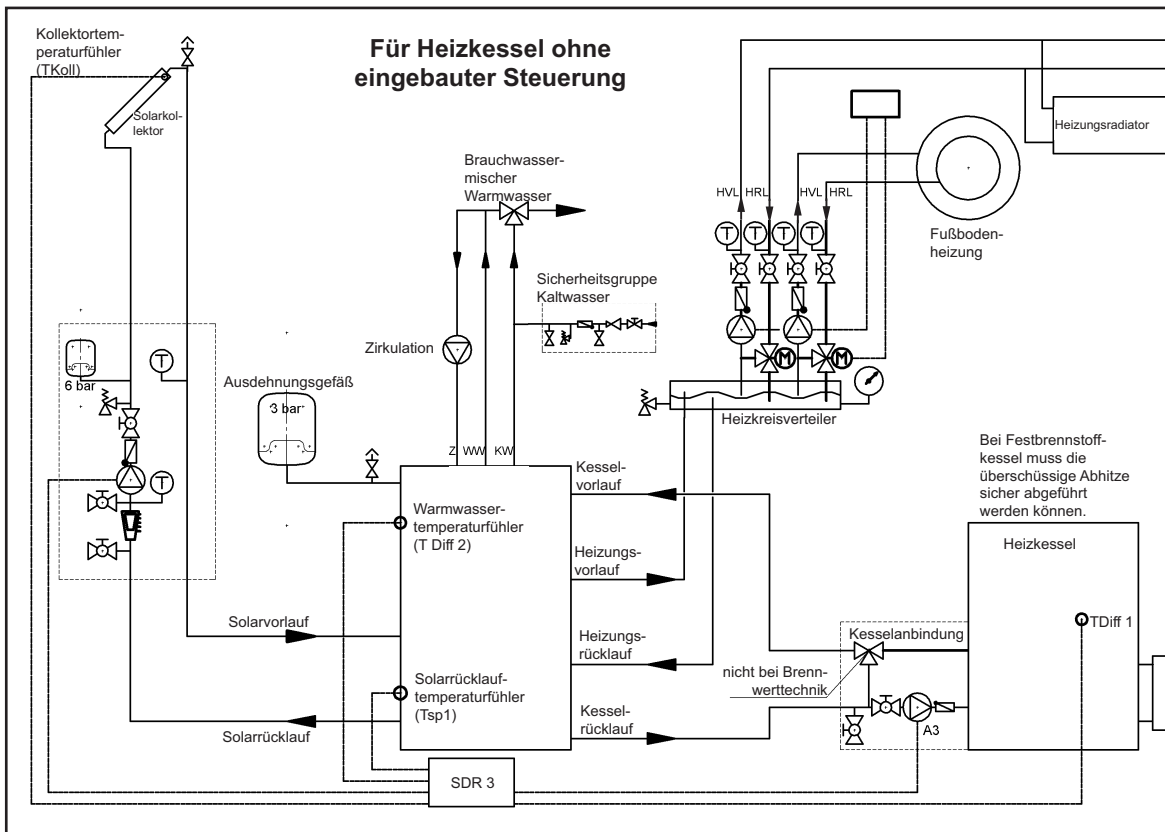 Kollektortem-
peraturfühler
(TKoll)
Für Heizkessel ohne
eingebauter Steuerung
Solarkol-
lektor
Heizungsradiator
Brauchwasser-
mischer
Warmwasser
HVL
HRL
HVL
HRL
Fußboden-
heizung
T
T
T
T
Sicherheitsgruppe
Kaltwasser
Zirkulation
M
M
T
6 bar
Ausdehnungsgefäß
3 bar
Heizkreisverteiler
Z
WW
KW
T
Kessel-
vorlauf
Bei Festbrennstoff-
kessel muss die
überschüssige Abhitze
sicher abgeführt
werden können.
Warmwasser-
temperaturfühler
(T Diff 2)
Heizungs-
vorlauf
Heizkessel
Solarvorlauf
Heizungs-
rücklauf
Kesselanbindung
TDiff 1
nicht bei Brenn-
werttechnik
Solarrücklauf-
temperaturfühler
(Tsp1)
Kessel-
rücklauf
Solarrücklauf
A3
SDR 3